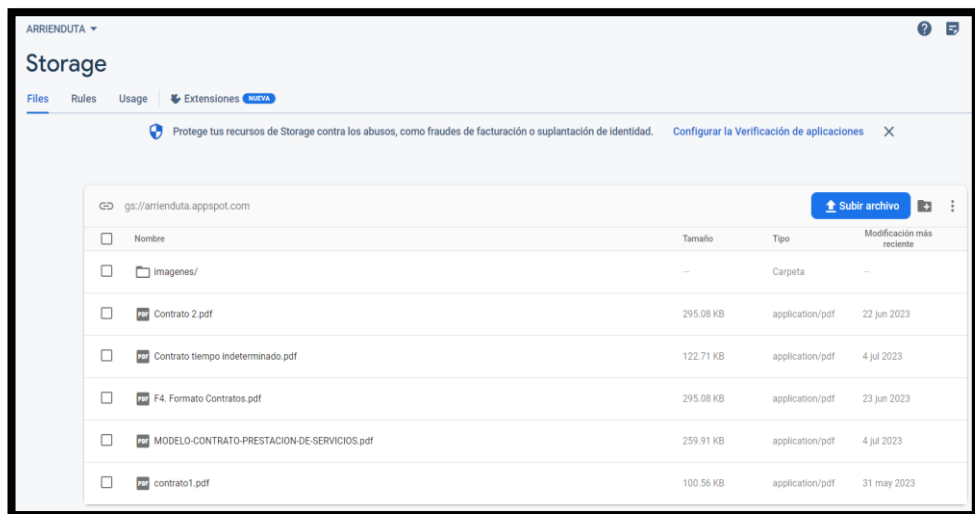 ARRIENDUTA
Storage
Files Rules Usage Extensiones NUEVA
Protege tus recursos de Storage contra los abusos, como fraudes de facturación o suplantación de identidad. Configurar la Verificación de aplicaciones
gs://arrienduta.appspot.com Subir archivo
Nombre Tamaño Tipo Modificación más reciente
imagenes/ — Carpeta —
PDF Contrato 2.pdf 295.08 KB application/pdf 22 jun 2023
PDF Contrato tiempo indeterminado.pdf 122.71 KB application/pdf 4 jul 2023
PDF F4. Formato Contratos.pdf 295.08 KB application/pdf 23 jun 2023
PDF MODELO-CONTRATO-PRESTACION-DE-SERVICIOS.pdf 259.91 KB application/pdf 4 jul 2023
PDF contrato1.pdf 100.56 KB application/pdf 31 may 2023